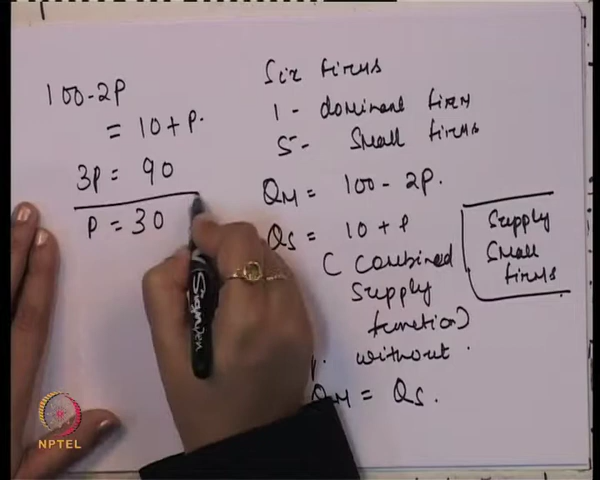 100-2P
= 10+P.
3P = 90
P = 30
Six firms
1 - dominant firm
5 - Small firms
QM = 100 - 2P.
QS = 10 + P
( combined
supply
function)
without
QM = QS.
Supply
Small
firms
Signgen
NPTEL